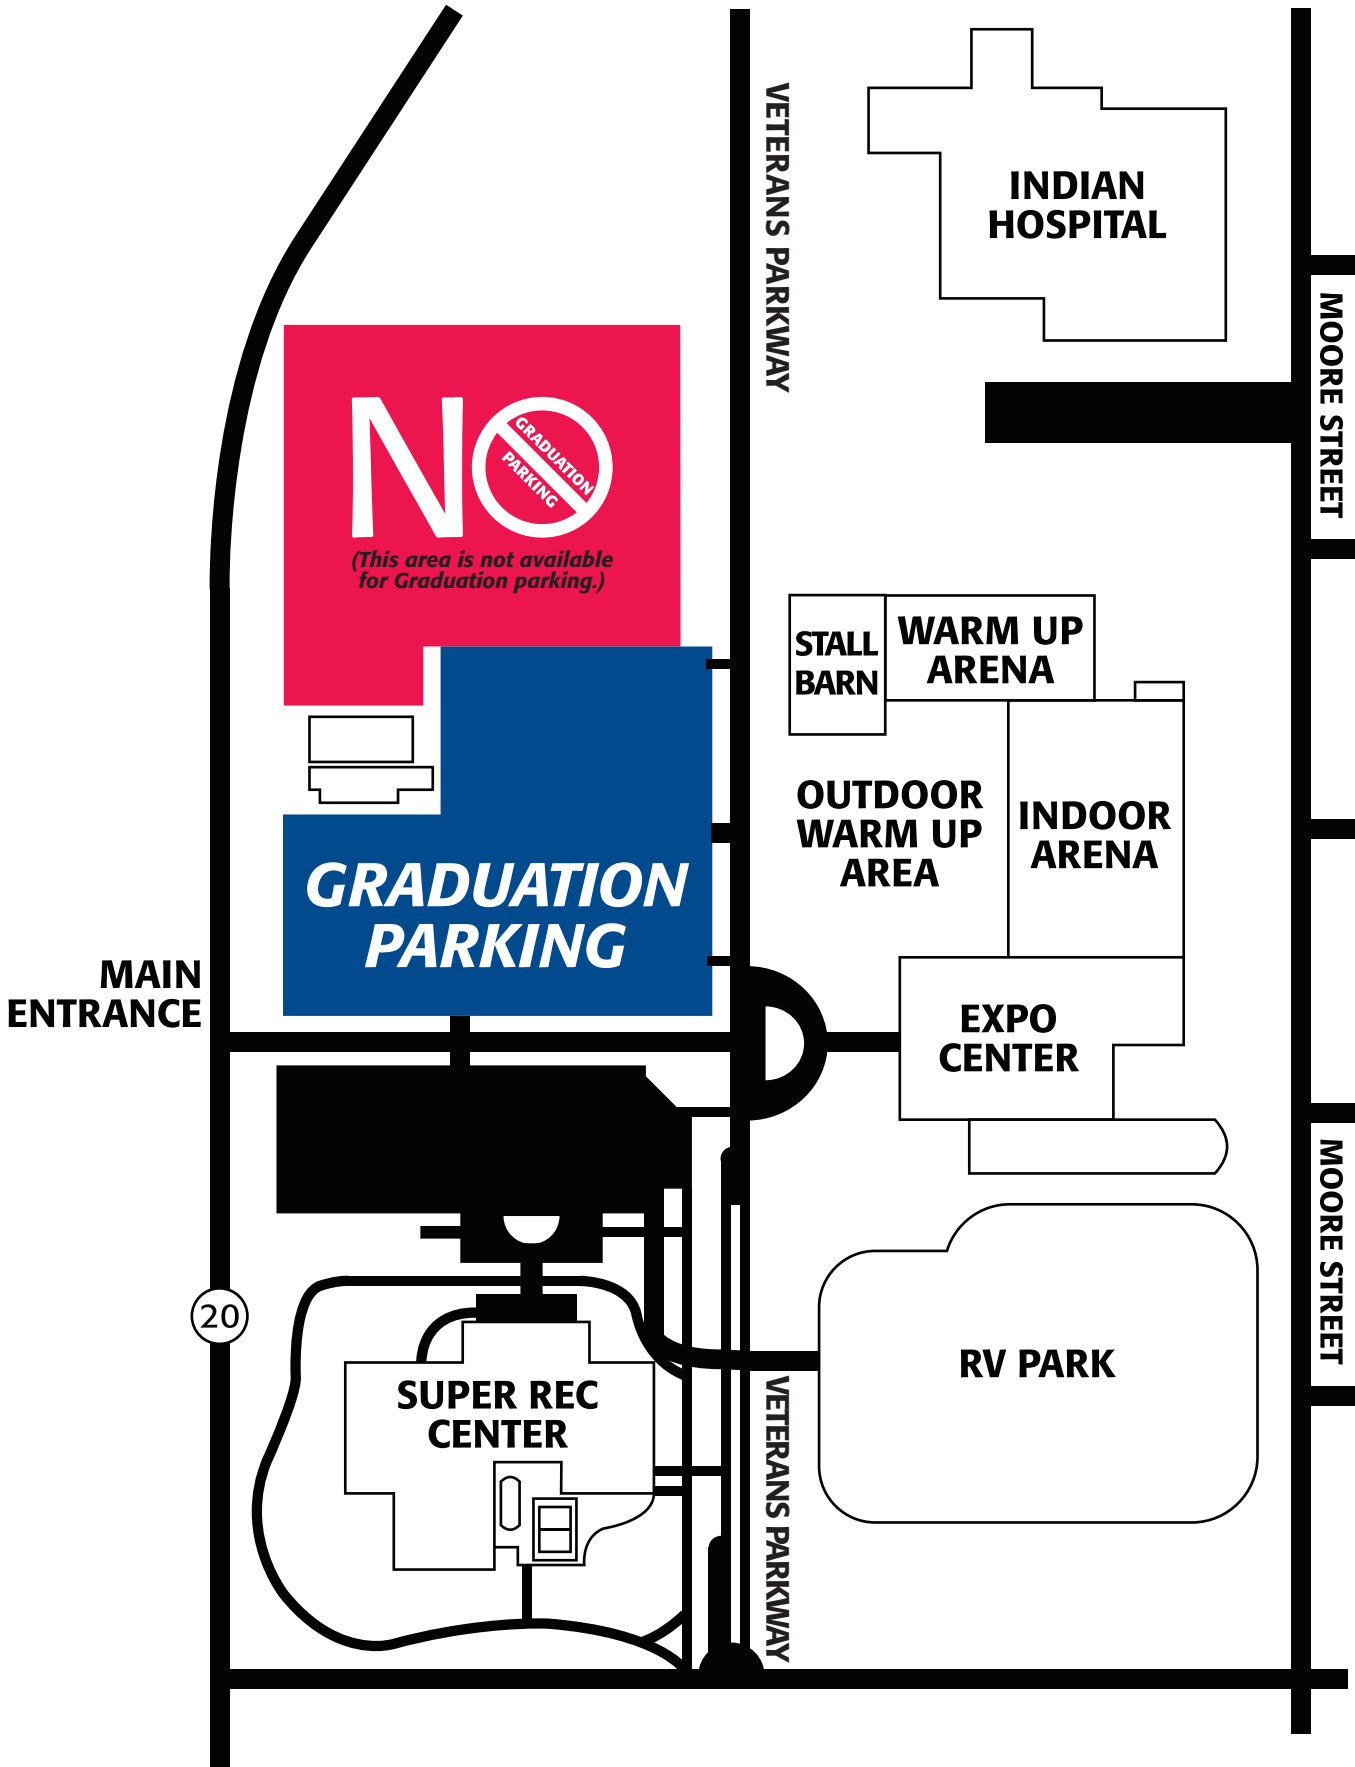 VETERANS PARKWAY
INDIAN
HOSPITAL
MOORE STREET
NO
GRADUATION
PARKING
(This area is not available
for Graduation parking.)
STALL
BARN
WARM UP
ARENA
OUTDOOR
WARM UP
AREA
INDOOR
ARENA
GRADUATION
PARKING
MAIN
ENTRANCE
EXPO
CENTER
MOORE STREET
20
RV PARK
SUPER REC
CENTER
VETERANS PARKWAY